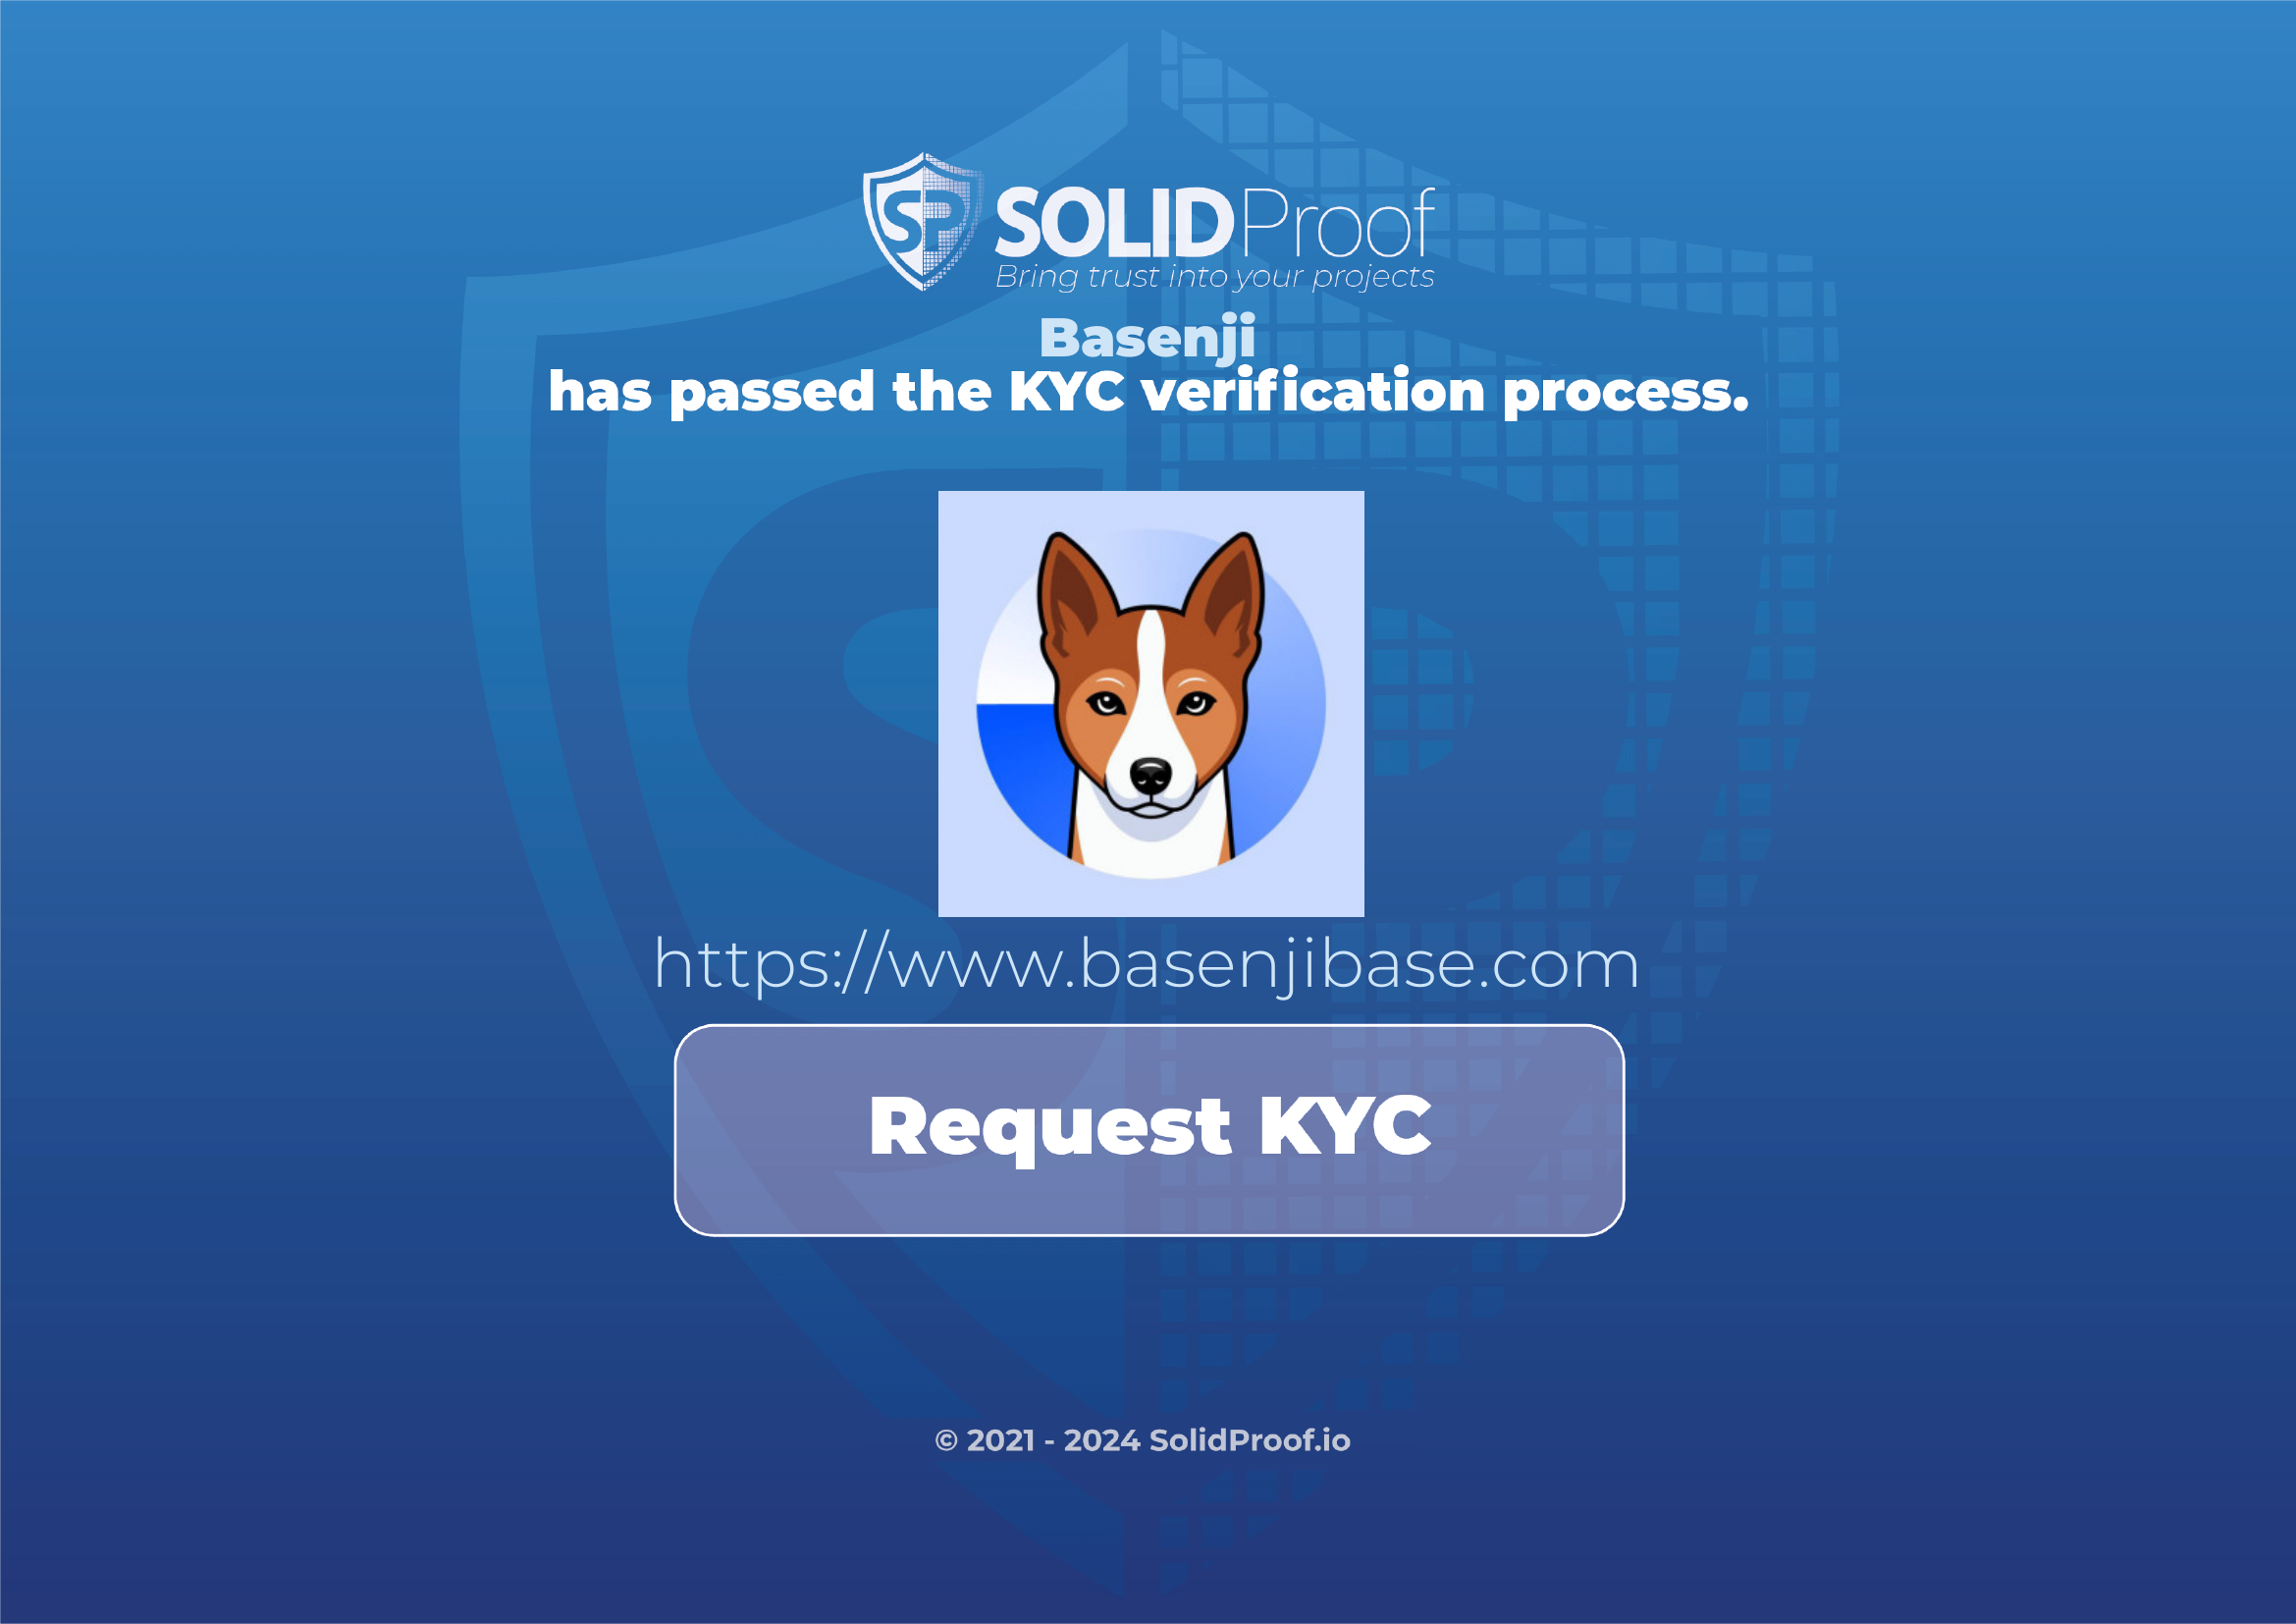 SP SOLIDProof
Bring trust into your projects
Basenji
has passed the KYC verification process.
https://www.basenjibase.com
Request KYC
© 2021 - 2024 SolidProof.io